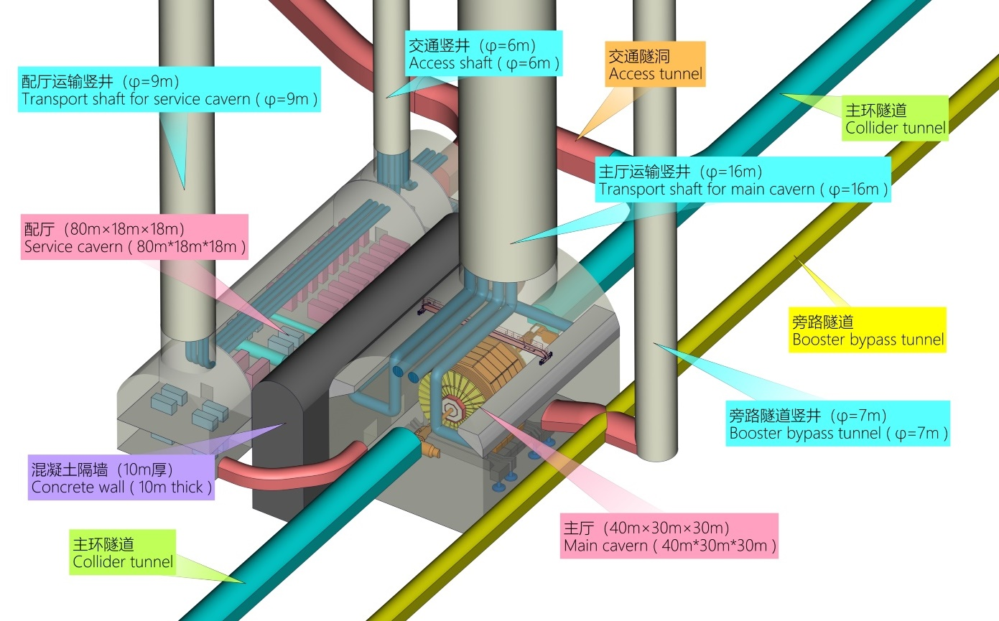 交通竖井（φ=6m）
Access shaft ( φ=6m )
交通隧洞
Access tunnel
配厅运输竖井（φ=9m）
Transport shaft for service cavern ( φ=9m )
主环隧道
Collider tunnel
主厅运输竖井（φ=16m）
Transport shaft for main cavern ( φ=16m )
配厅（80m×18m×18m）
Service cavern ( 80m*18m*18m )
旁路隧道
Booster bypass tunnel
旁路隧道竖井（φ=7m）
Booster bypass tunnel ( φ=7m )
混凝土隔墙（10m厚）
Concrete wall ( 10m thick )
主厅（40m×30m×30m）
Main cavern ( 40m*30m*30m )
主环隧道
Collider tunnel